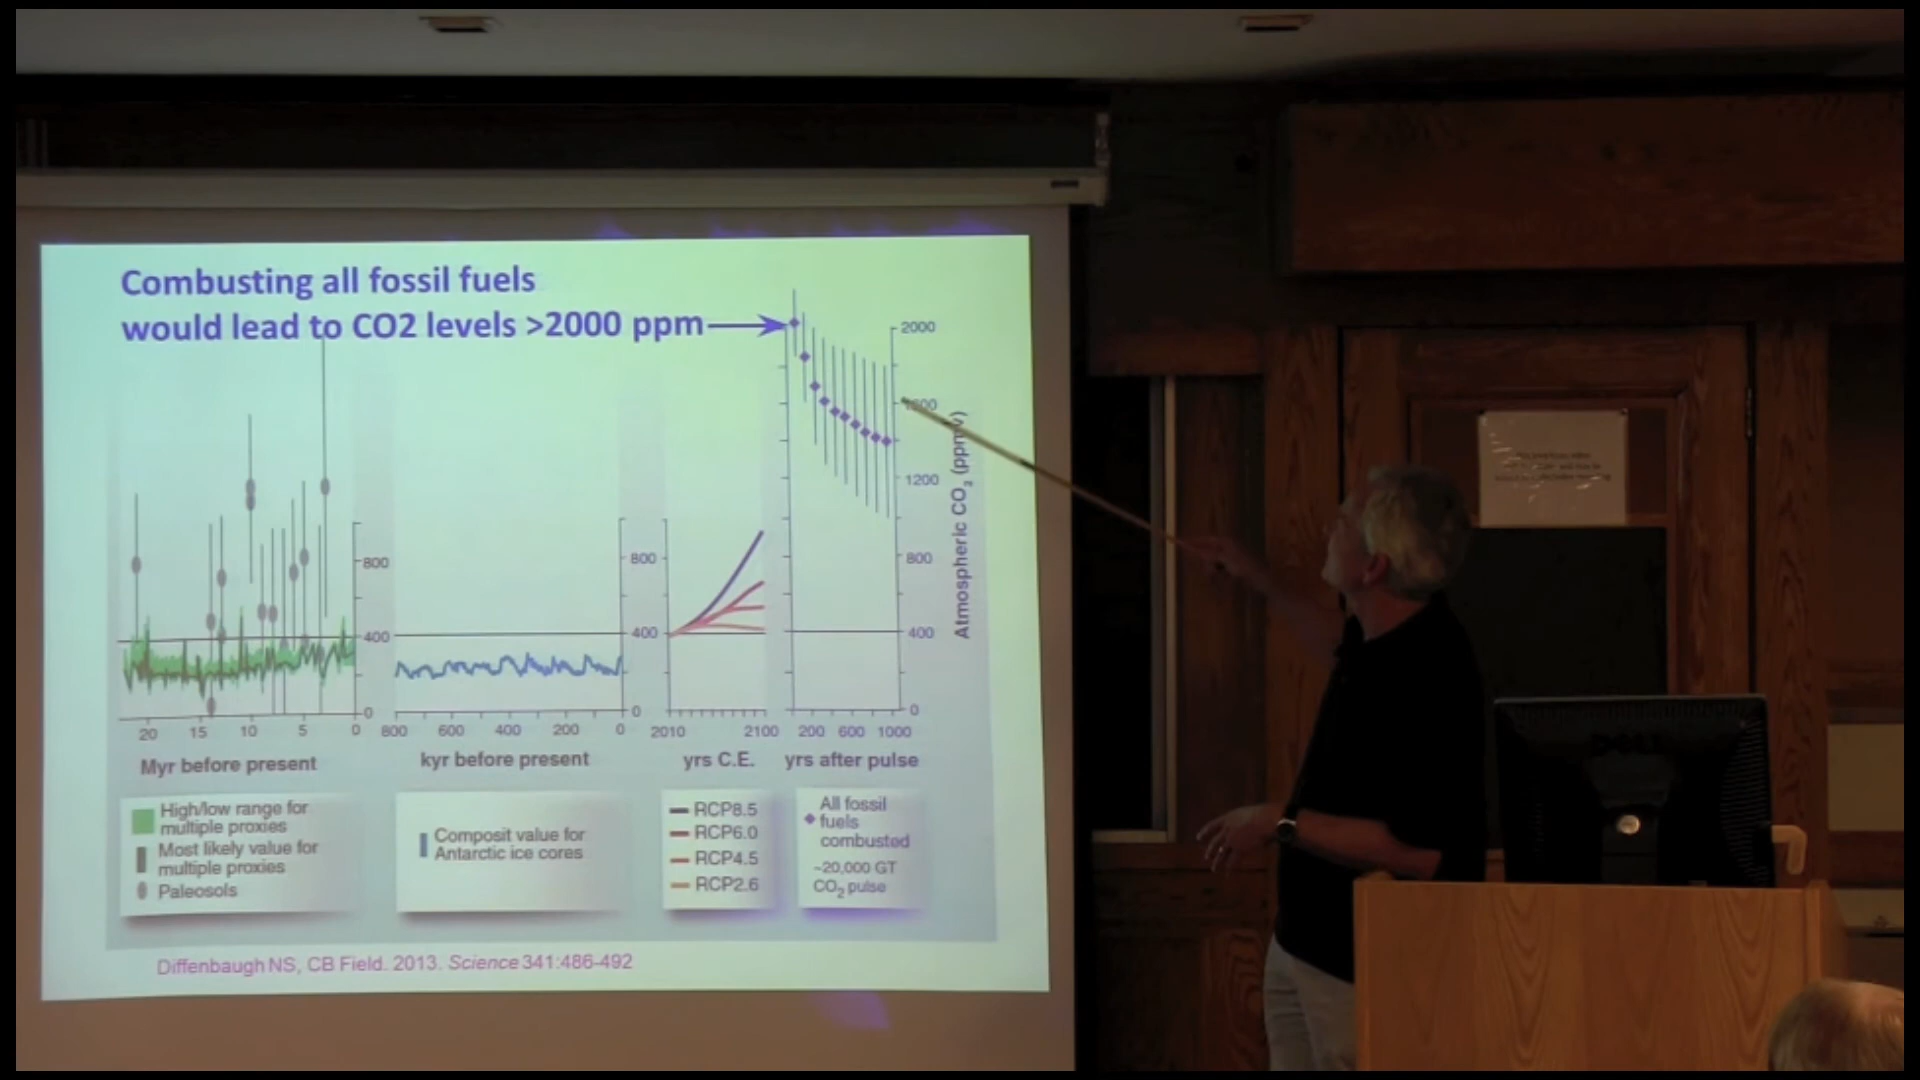 Combusting all fossil fuels
would lead to CO2 levels >2000 ppm
2000
1200
800
400
0
Atmospheric CO2 (ppmv)
800
400
0
800
400
0
20 15 10 5 0
800 600 400 200 0
2010 2100
200 600 1000
Myr before present
kyr before present
yrs C.E.
yrs after pulse
High/low range for
multiple proxies
Most likely value for
multiple proxies
Paleosols
Composit value for
Antarctic ice cores
RCP8.5
RCP6.0
RCP4.5
RCP2.6
All fossil
fuels
combusted
~20,000 GT
CO2 pulse
Diffenbaugh NS, CB Field. 2013. Science 341:486-492
DELL